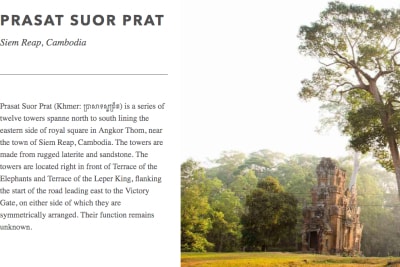 PRASAT SUOR PRAT
Siem Reap, Cambodia
Prasat Suor Prat (Khmer: ប្រាសាទសួព្រ័ត) is a series of
twelve towers spanne north to south lining the
eastern side of royal square in Angkor Thom, near
the town of Siem Reap, Cambodia. The towers are
made from rugged laterite and sandstone. The
towers are located right in front of Terrace of the
Elephants and Terrace of the Leper King, flanking
the start of the road leading east to the Victory
Gate, on either side of which they are
symmetrically arranged. Their function remains
unknown.